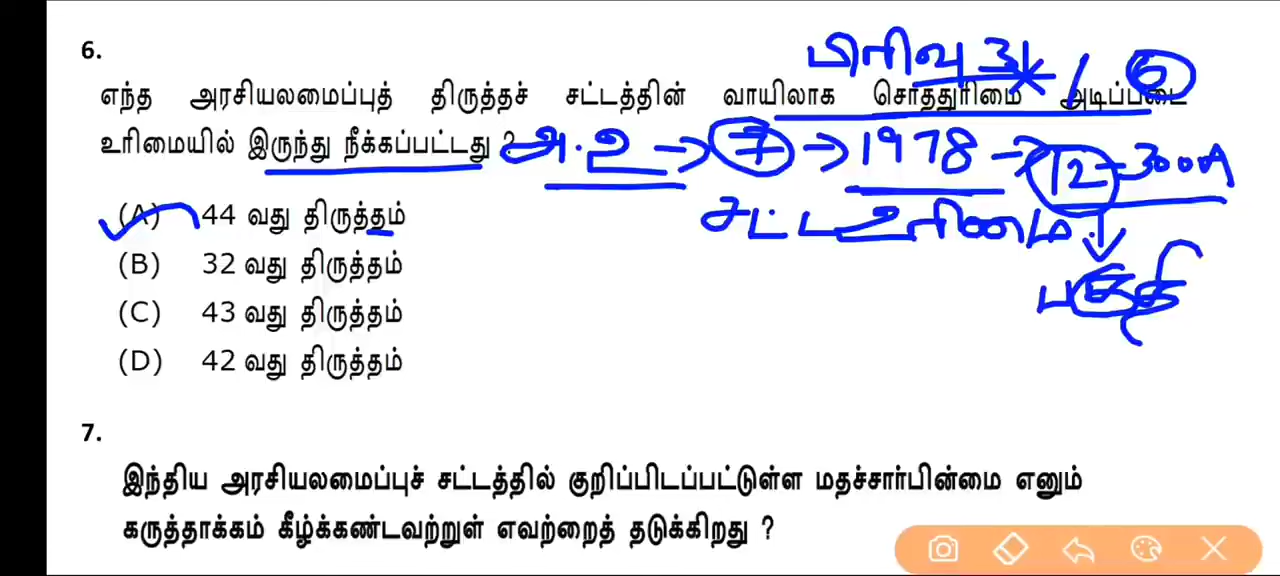 6.
பிரிவு 31 / 6
எந்த அரசியலமைப்புத் திருத்தச் சட்டத்தின் வாயிலாக சொத்துரிமை அடிப்படை
உரிமையில் இருந்து நீக்கப்பட்டது ? அ.உ → 7 → 1978 → 12 - 300A
சட்ட உரிமை
பகுதி
(A) 44 வது திருத்தம்
(B) 32 வது திருத்தம்
(C) 43 வது திருத்தம்
(D) 42 வது திருத்தம்
7.
இந்திய அரசியலமைப்புச் சட்டத்தில் குறிப்பிடப்பட்டுள்ள மதச்சார்பின்மை எனும்
கருத்தாக்கம் கீழ்க்கண்டவற்றுள் எவற்றைத் தடுக்கிறது ?